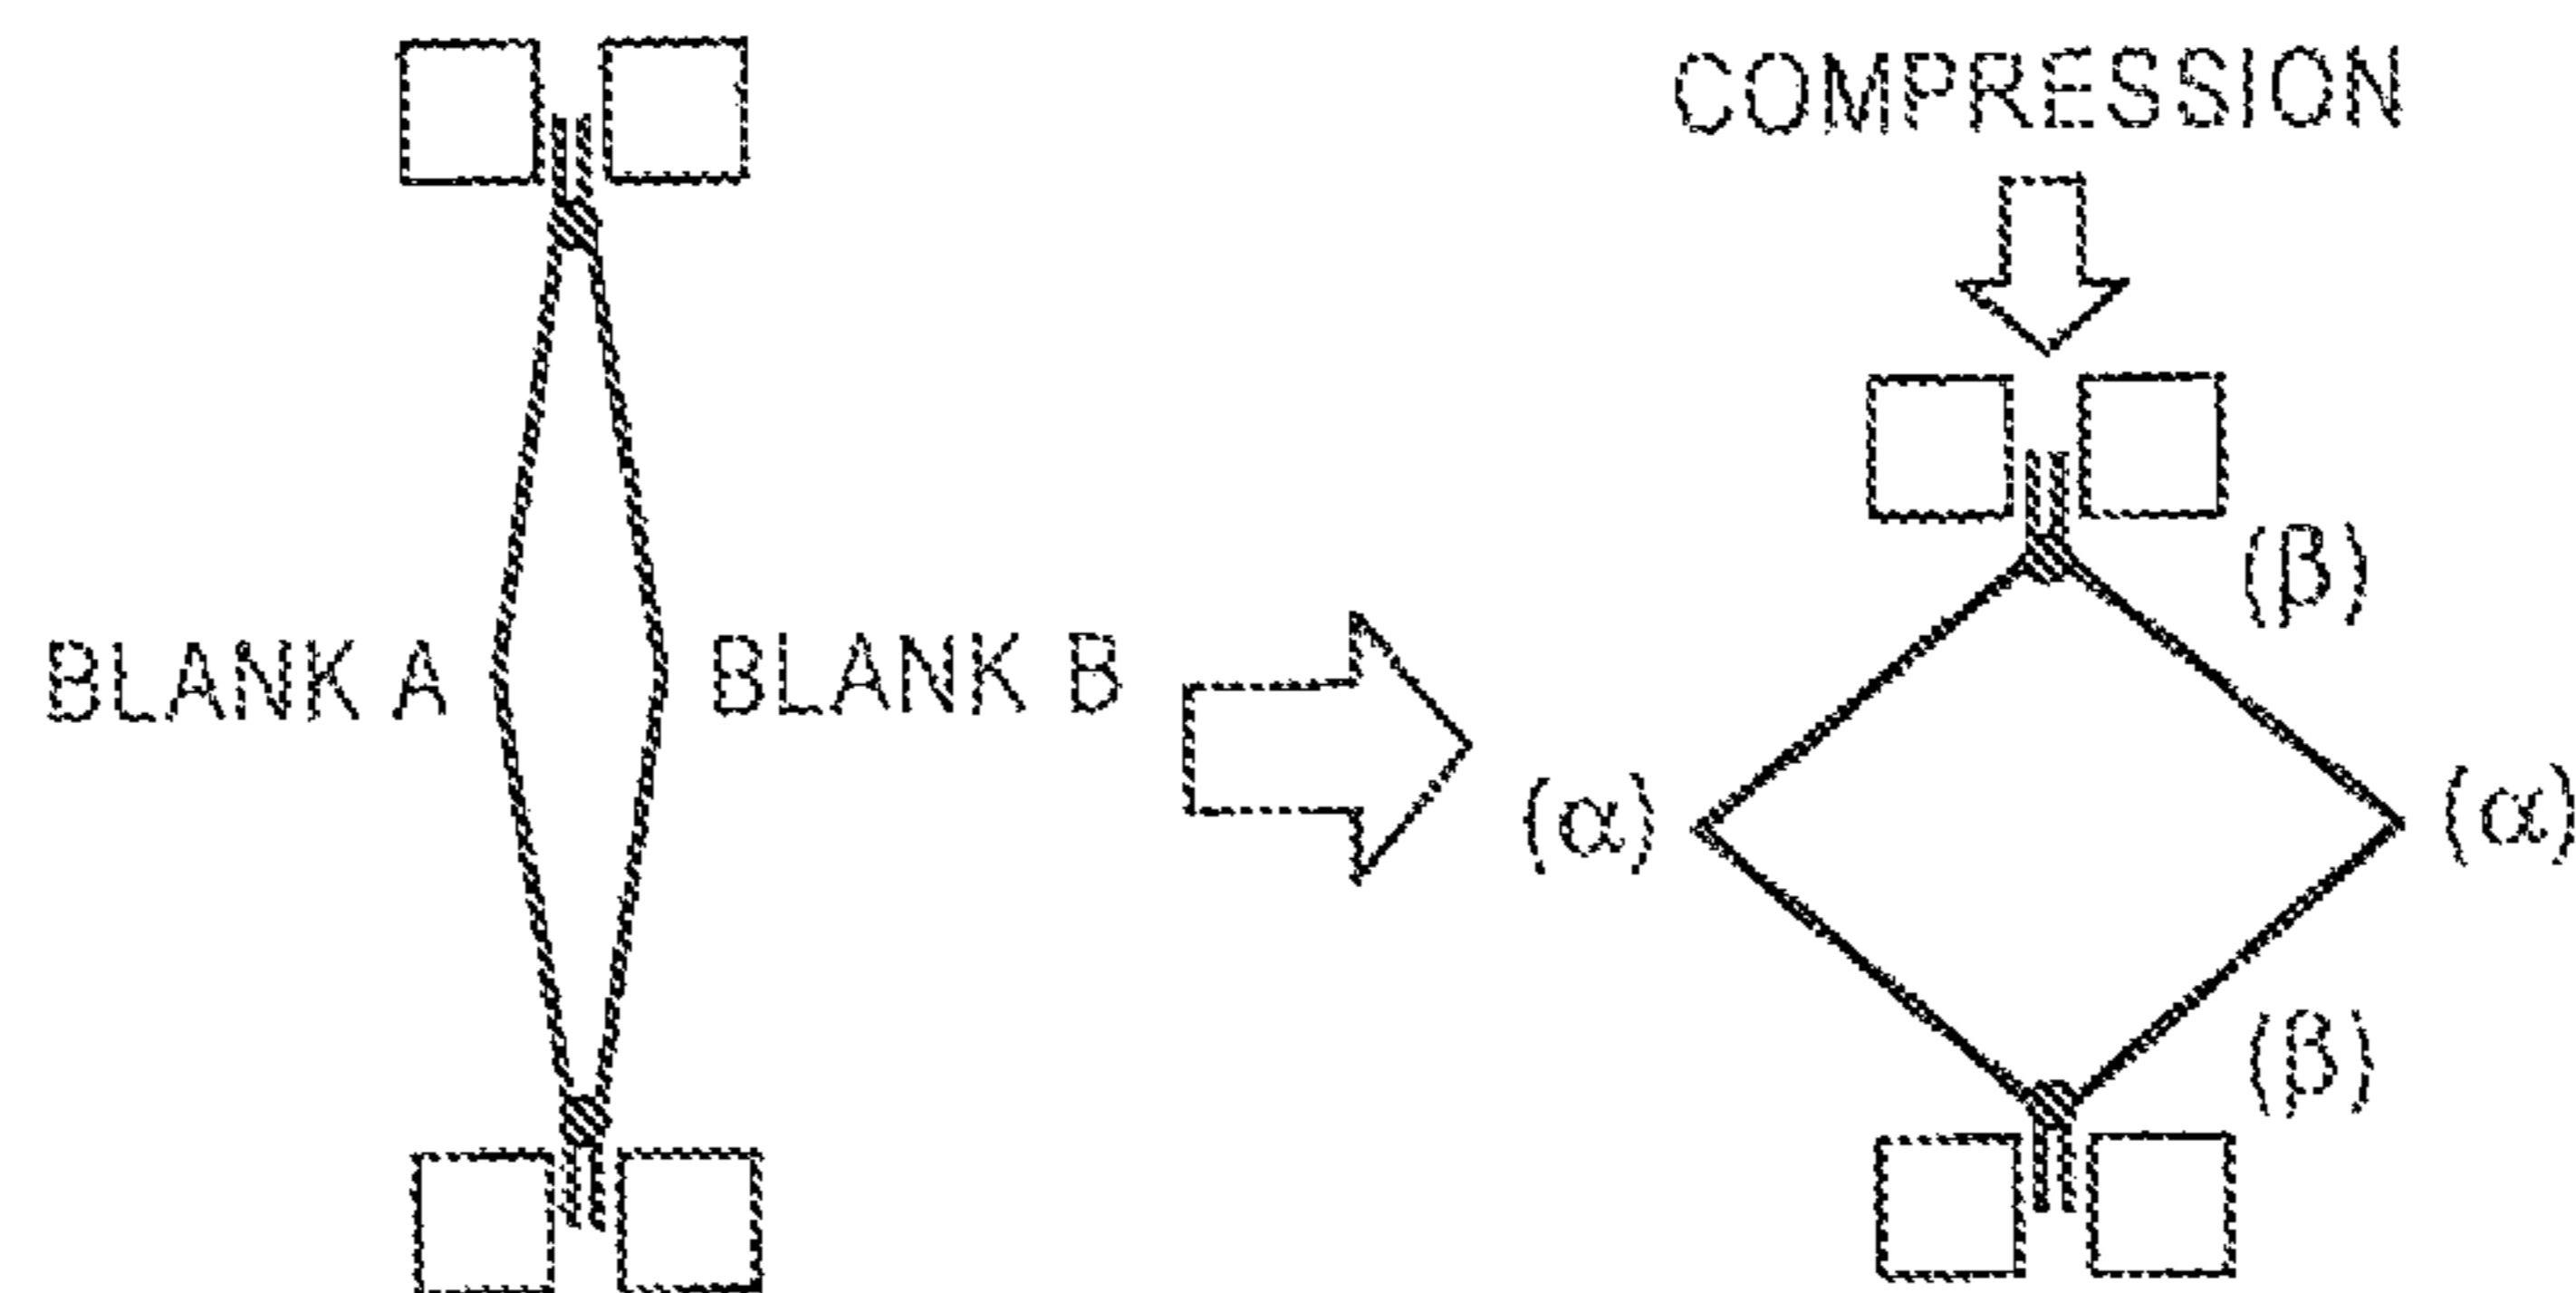 COMPRESSION
(β)
BLANK A
BLANK B
(α)
(α)
(β)